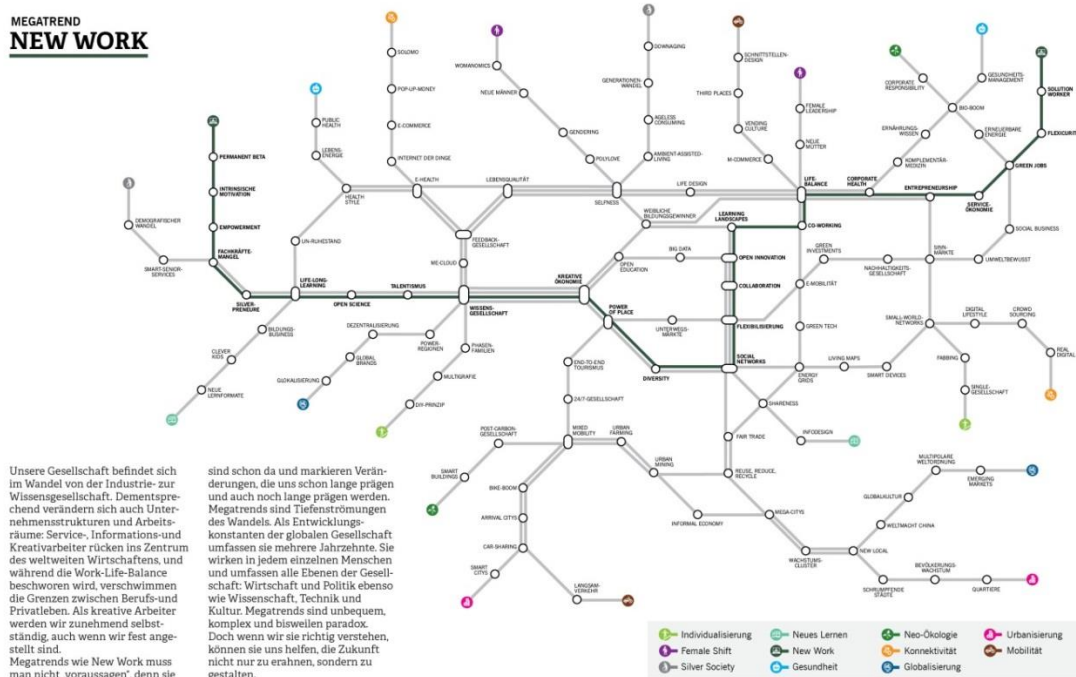 MEGATREND
NEW WORK
SOLOMO
POP-UP-MONEY
E-COMMERCE
INTERNET DER DINGE
WOMANOMICS
NEUE MÄNNER
GENDERING
POLYLOVE
DOWNAGING
GENERATIONEN-
WANDEL
AGELESS
CONSUMING
AMBIENT-ASSISTED-
LIVING
SCHNITTSTELLEN-
DESIGN
THIRD PLACES
VENDING
CULTURE
M-COMMERCE
FEMALE
LEADERSHIP
NEUE
MÜTTER
CORPORATE
RESPONSIBILITY
BIO-BOOM
ERNÄHRUNGS-
WISSEN
KOMPLEMENTÄR-
MEDIZIN
GESUNDHEITS-
MANAGEMENT
ERNEUERBARE
ENERGIE
SOLUTION
WORKER
FLEXICURITY
GREEN JOBS
PUBLIC
HEALTH
LEBENS-
ENERGIE
PERMANENT BETA
INTRINSISCHE
MOTIVATION
EMPOWERMENT
FACHKRÄFTE-
MANGEL
DEMOGRAFISCHER
WANDEL
SMART-SENIOR-
SERVICES
SILVER-
PRENEURE
HEALTH
STYLE
UN-RUHESTAND
LIFE-LONG-
LEARNING
E-HEALTH
LEBENSQUALITÄT
SELFNESS
LIFE DESIGN
LIFE-
BALANCE
CORPORATE
HEALTH
ENTREPRENEURSHIP
SERVICE-
ÖKONOMIE
SOCIAL BUSINESS
FEEDBACK-
GESELLSCHAFT
WE-CLOUD
WEIBLICHE
BILDUNGSGEWINNER
LEARNING
LANDSCAPES
CO-WORKING
OPEN
EDUCATION
BIG DATA
OPEN INNOVATION
GREEN
INVESTMENTS
NACHHALTIGKEITS-
GESELLSCHAFT
SINN-
MÄRKTE
UMWELTBEWUSST
OPEN SCIENCE
TALENTISMUS
WISSENS-
GESELLSCHAFT
KREATIVE
ÖKONOMIE
COLLABORATION
E-MOBILITÄT
POWER
OF PLACE
UNTERWEGS-
MÄRKTE
FLEXIBILISIERUNG
GREEN TECH
SMALL-WORLD-
NETWORKS
DIGITAL
LIFESTYLE
CROWD
SOURCING
REAL
DIGITAL
FABBING
SINGLE-
GESELLSCHAFT
BILDUNGS-
BUSINESS
CLEVER
KIDS
NEUE
LERNFORMATE
DEZENTRALISIERUNG
POWER-
REGIONEN
GLOBAL
BRANDS
GLOKALISIERUNG
PHASEN-
FAMILIEN
MULTIGRAFIE
DIY-PRINZIP
END-TO-END
TOURISMUS
DIVERSITY
SOCIAL
NETWORKS
ENERGY
GRIDS
LIVING MAPS
SMART DEVICES
24/7-GESELLSCHAFT
SHARENESS
INFODESIGN
FAIR TRADE
POST-CARBON-
GESELLSCHAFT
MIXED
MOBILITY
URBAN
FARMING
URBAN
MINING
REUSE, REDUCE,
RECYCLE
SMART
BUILDINGS
BIKE-BOOM
ARRIVAL CITYS
CAR-SHARING
SMART
CITYS
LANGSAM-
VERKEHR
INFORMAL ECONOMY
MEGA-CITYS
WACHSTUMS-
CLUSTER
NEW LOCAL
WELTMACHT CHINA
GLOBALKULTUR
MULTIPOLARE
WELTORDNUNG
EMERGING
MARKETS
SCHRUMPFENDE
STÄDTE
BEVÖLKERUNGS-
WACHSTUM
QUARTIERE
Unsere Gesellschaft befindet sich
im Wandel von der Industrie- zur
Wissensgesellschaft. Dementspre-
chend verändern sich auch Unter-
nehmensstrukturen und Arbeits-
räume: Service-, Informations-und
Kreativarbeiter rücken ins Zentrum
des weltweiten Wirtschaftens, und
während die Work-Life-Balance
beschworen wird, verschwimmen
die Grenzen zwischen Berufs-und
Privatleben. Als kreative Arbeiter
werden wir zunehmend selbst-
ständig, auch wenn wir fest ange-
stellt sind.
Megatrends wie New Work muss
man nicht „voraussagen", denn sie
sind schon da und markieren Verän-
derungen, die uns schon lange prägen
und auch noch lange prägen werden.
Megatrends sind Tiefenströmungen
des Wandels. Als Entwicklungs-
konstanten der globalen Gesellschaft
umfassen sie mehrere Jahrzehnte. Sie
wirken in jedem einzelnen Menschen
und umfassen alle Ebenen der Gesell-
schaft: Wirtschaft und Politik ebenso
wie Wissenschaft, Technik und
Kultur. Megatrends sind unbequem,
komplex und bisweilen paradox.
Doch wenn wir sie richtig verstehen,
können sie uns helfen, die Zukunft
nicht nur zu erahnen, sondern zu
gestalten.
Individualisierung
Female Shift
Silver Society
Neues Lernen
New Work
Gesundheit
Neo-Ökologie
Konnektivität
Globalisierung
Urbanisierung
Mobilität